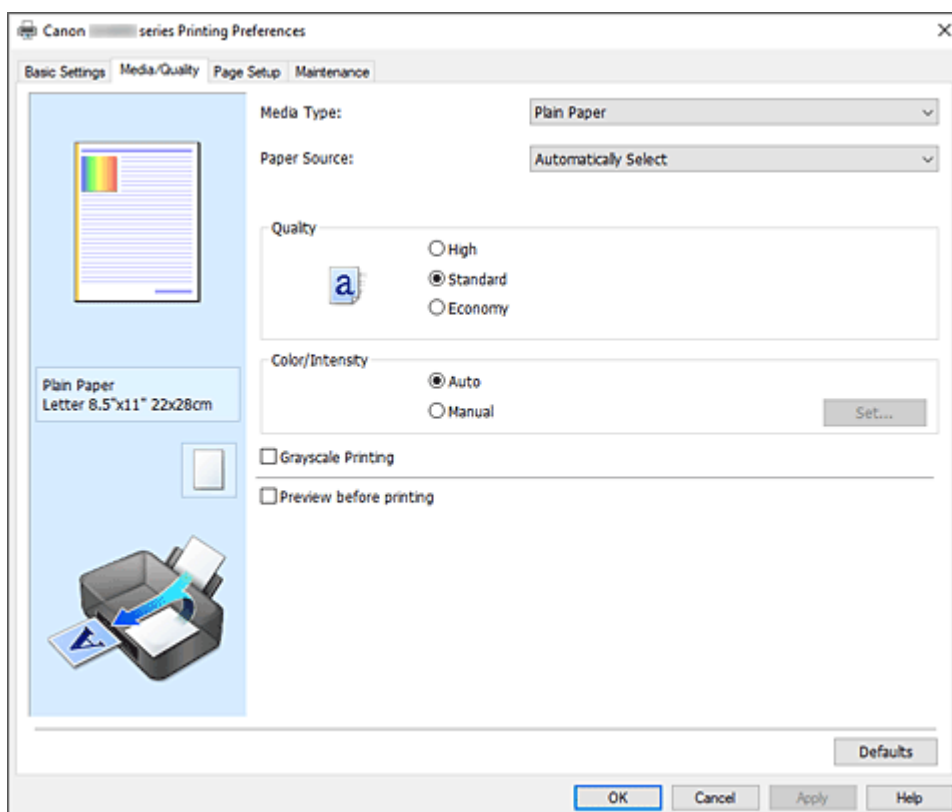 Canon series Printing Preferences
Basic Settings Media/Quality Page Setup Maintenance
Media Type: Plain Paper
Paper Source: Automatically Select
Quality
High
a Standard
Economy
Color/Intensity
Auto
Plain Paper
Letter 8.5"x11" 22x28cm
Manual Set...
Grayscale Printing
Preview before printing
A
Defaults
OK Cancel Apply Help